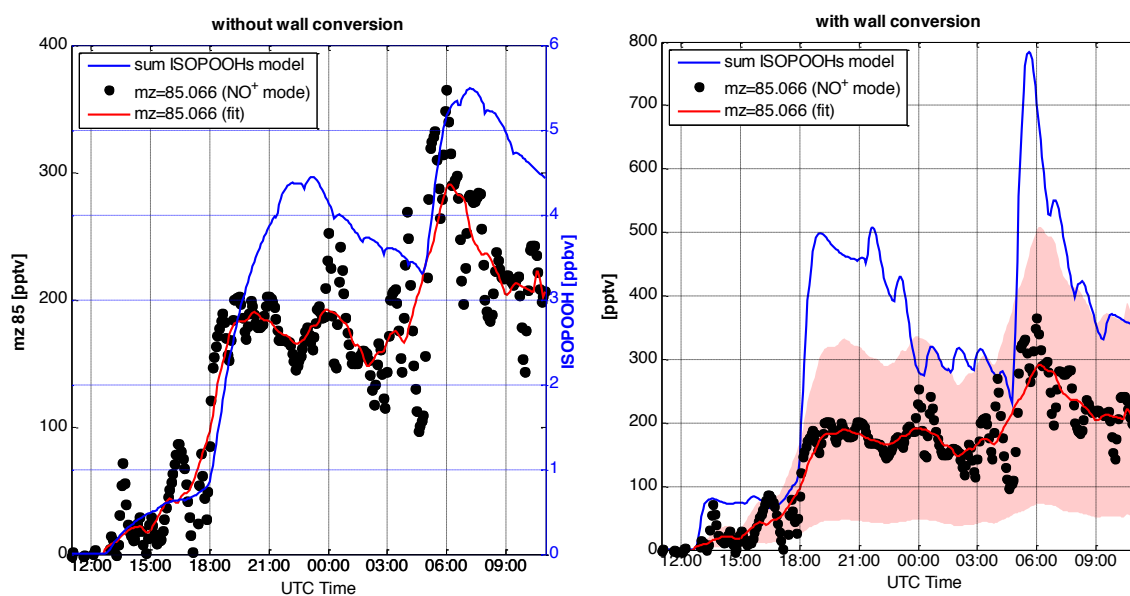 without wall conversion
400
300
200
100
0
mz 85 [pptv]
sum ISOPOOHs model
mz=85.066 (NO+ mode)
mz=85.066 (fit)
6
5
4
3
2
1
0
ISOPOOH [ppbv]
12:00 15:00 18:00 21:00 00:00 03:00 06:00 09:00
UTC Time
with wall conversion
800
700
600
500
400
300
200
100
0
[pptv]
sum ISOPOOHs model
mz=85.066 (NO+ mode)
mz=85.066 (fit)
12:00 15:00 18:00 21:00 00:00 03:00 06:00 09:00
UTC Time